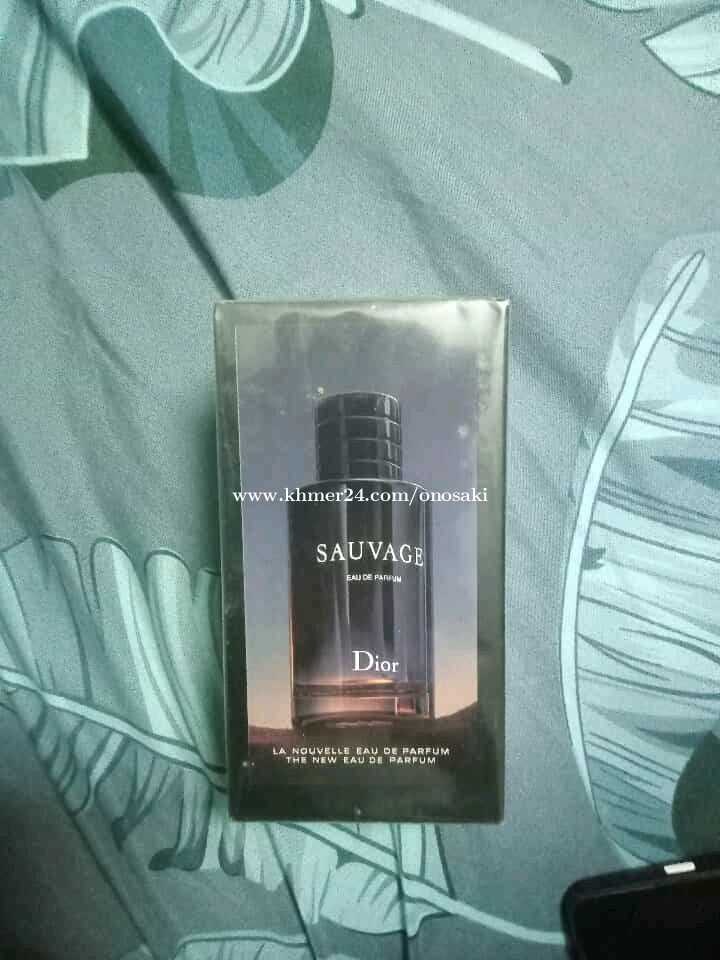 www.khmer24.com/onosaki
SAUVAGE
EAU DE PARFUM
Dior
LA NOUVELLE EAU DE PARFUM
THE NEW EAU DE PARFUM